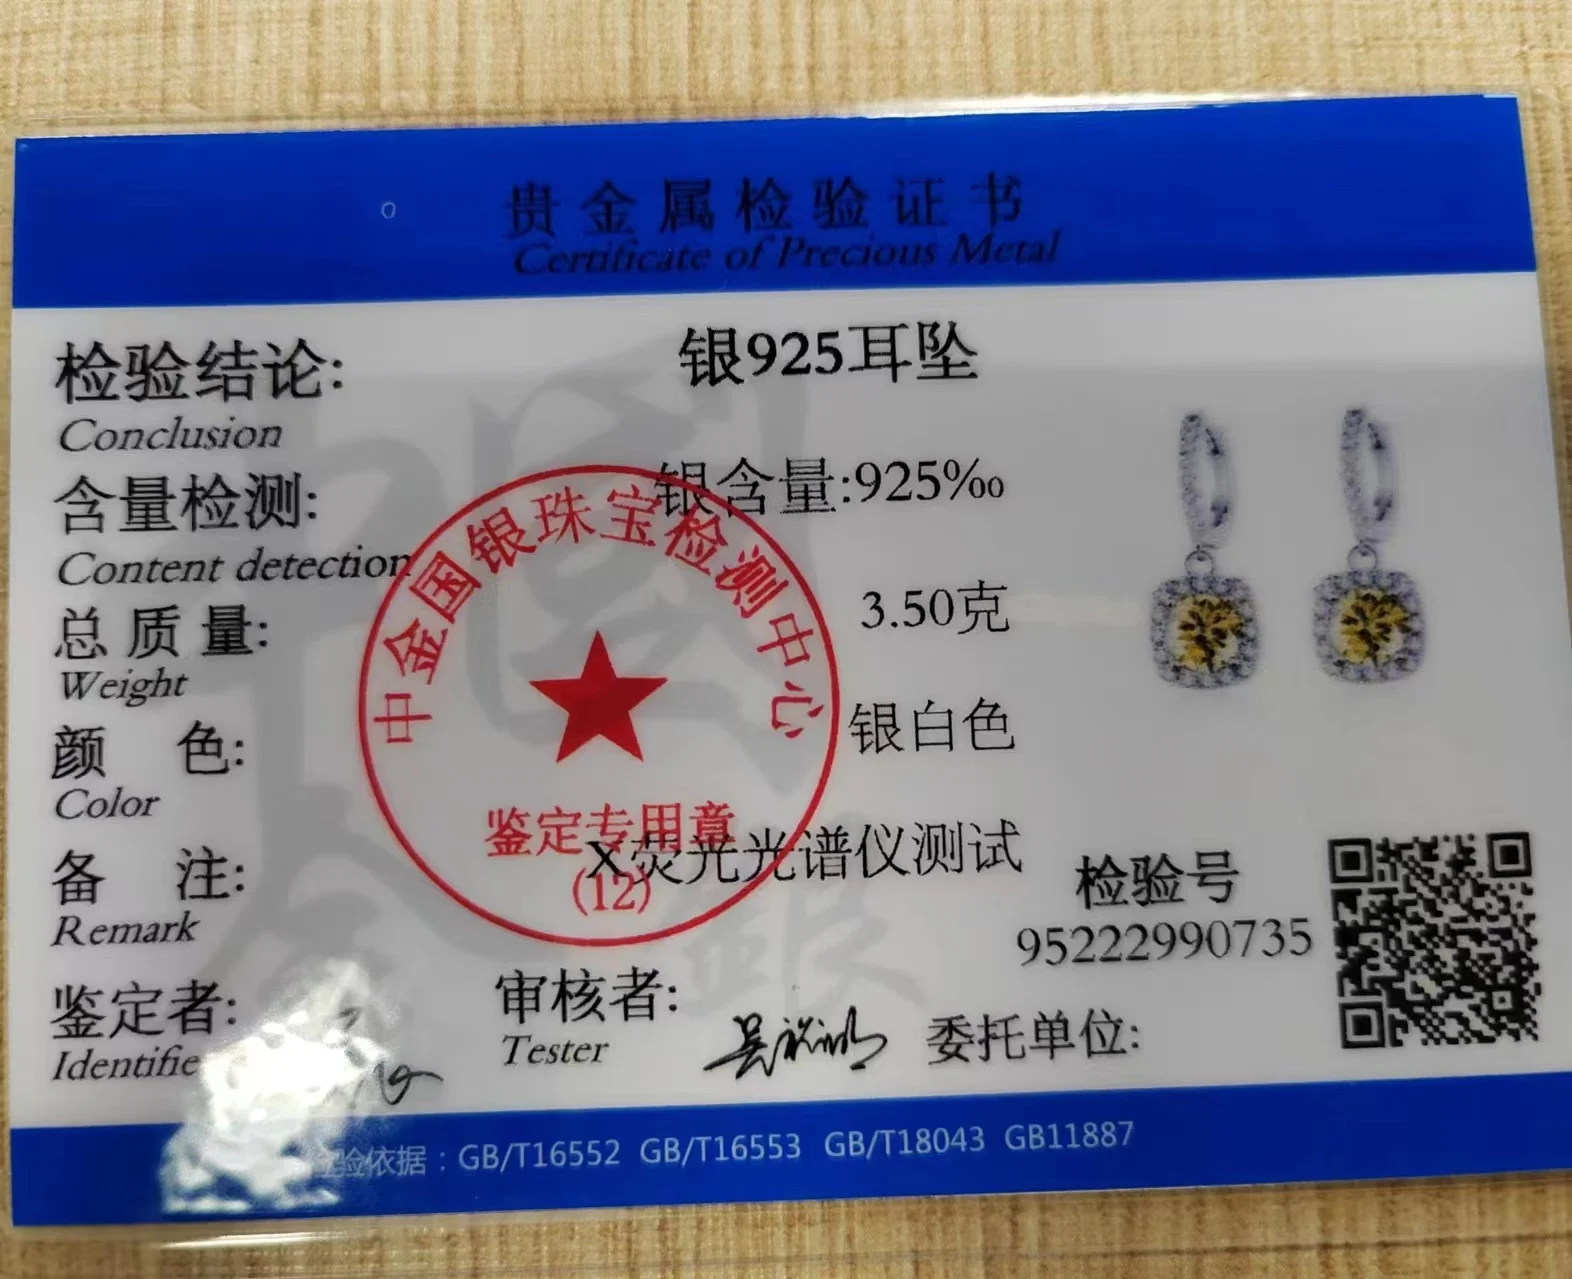 贵金属检验证书
Certificate of Precious Metal
检验结论: 银925耳坠
Conclusion
含量检测: 银含量:925‰
Content detection
总质量: 3.50克
Weight
颜色: 银白色
Color
备注: X荧光光谱仪测试
Remark
中金国银珠宝检测中心
鉴定专用章
(12)
检验号
95222990735
鉴定者: 审核者: 委托单位:
Identifie Tester
检验依据：GB/T16552 GB/T16553 GB/T18043 GB11887